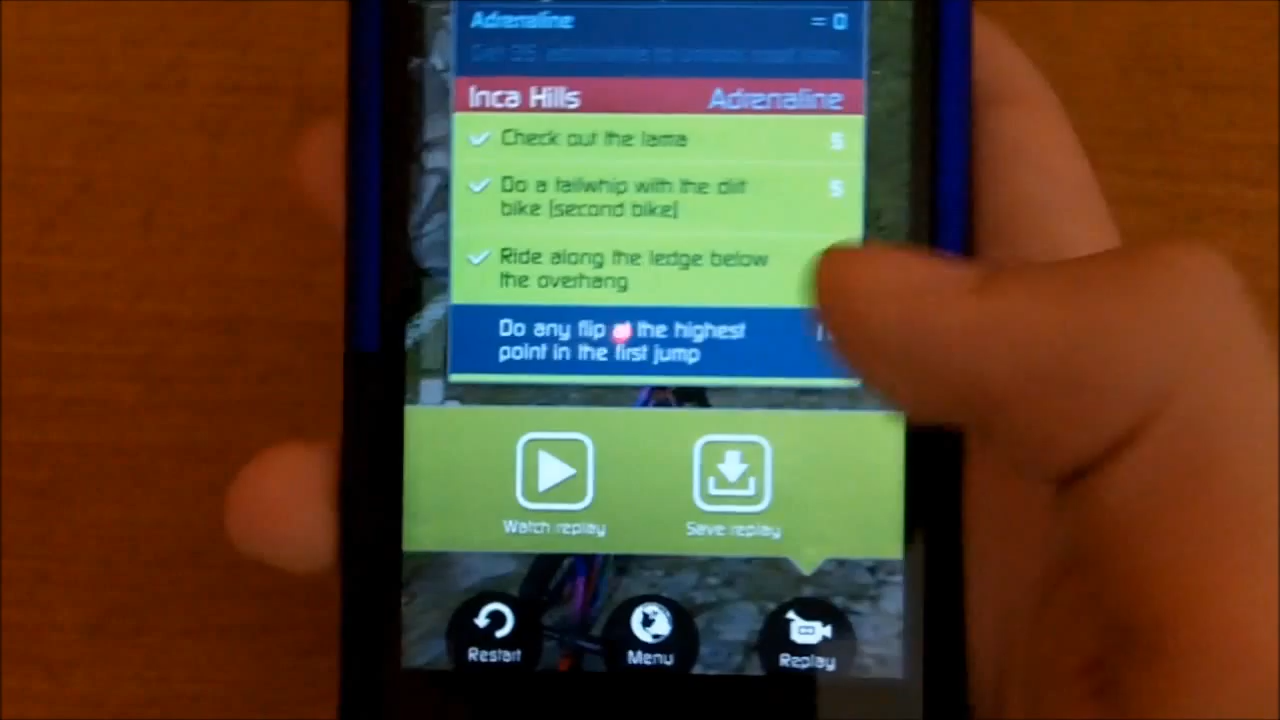 Adrenaline = 0
Inca Hills Adrenaline
Check out the lama 5
Do a tailwhip with the dirt 5
bike (second bike)
Ride along the ledge below
the overhang
Do any flip at the highest
point in the first jump
Watch replay Save replay
Restart Menu Replay